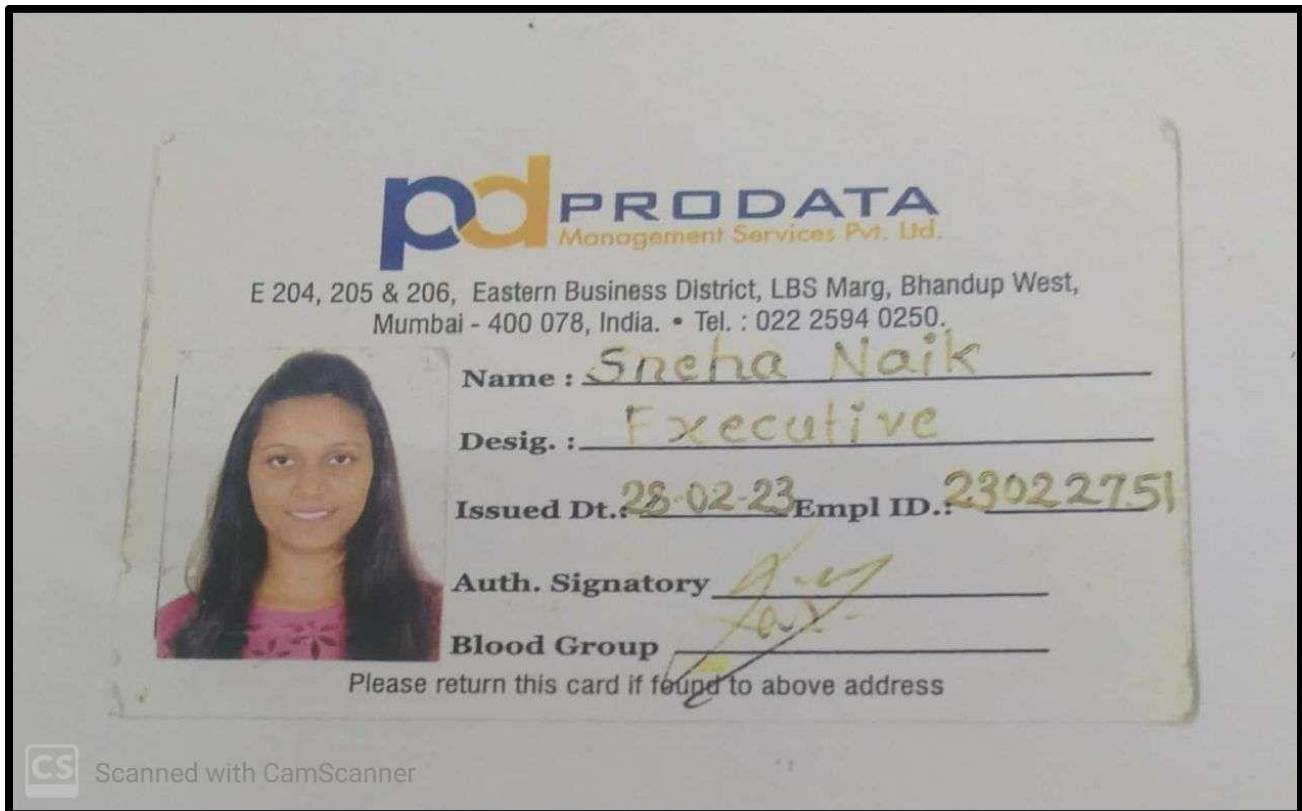 pd PRODATA
Management Services Pvt. Ltd.
E 204, 205 & 206, Eastern Business District, LBS Marg, Bhandup West,
Mumbai - 400 078, India. • Tel. : 022 2594 0250.
Name : Sneha Naik
Desig. : Executive
Issued Dt.: 28-02-23 Empl ID.: 23022751
Auth. Signatory
Blood Group
Please return this card if found to above address
CS Scanned with CamScanner